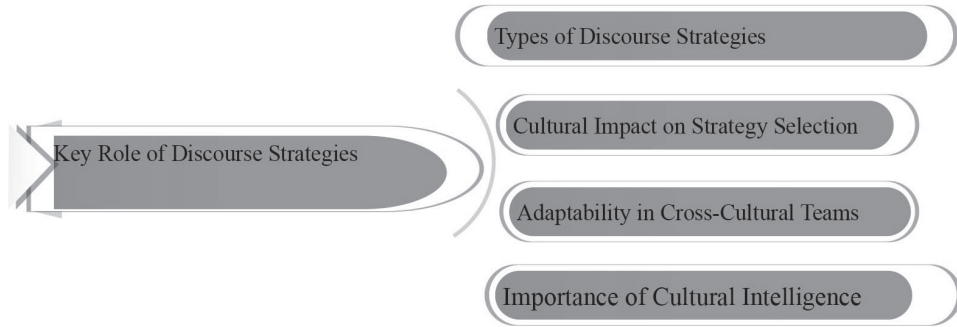 Types of Discourse Strategies
Key Role of Discourse Strategies
Cultural Impact on Strategy Selection
Adaptability in Cross-Cultural Teams
Importance of Cultural Intelligence